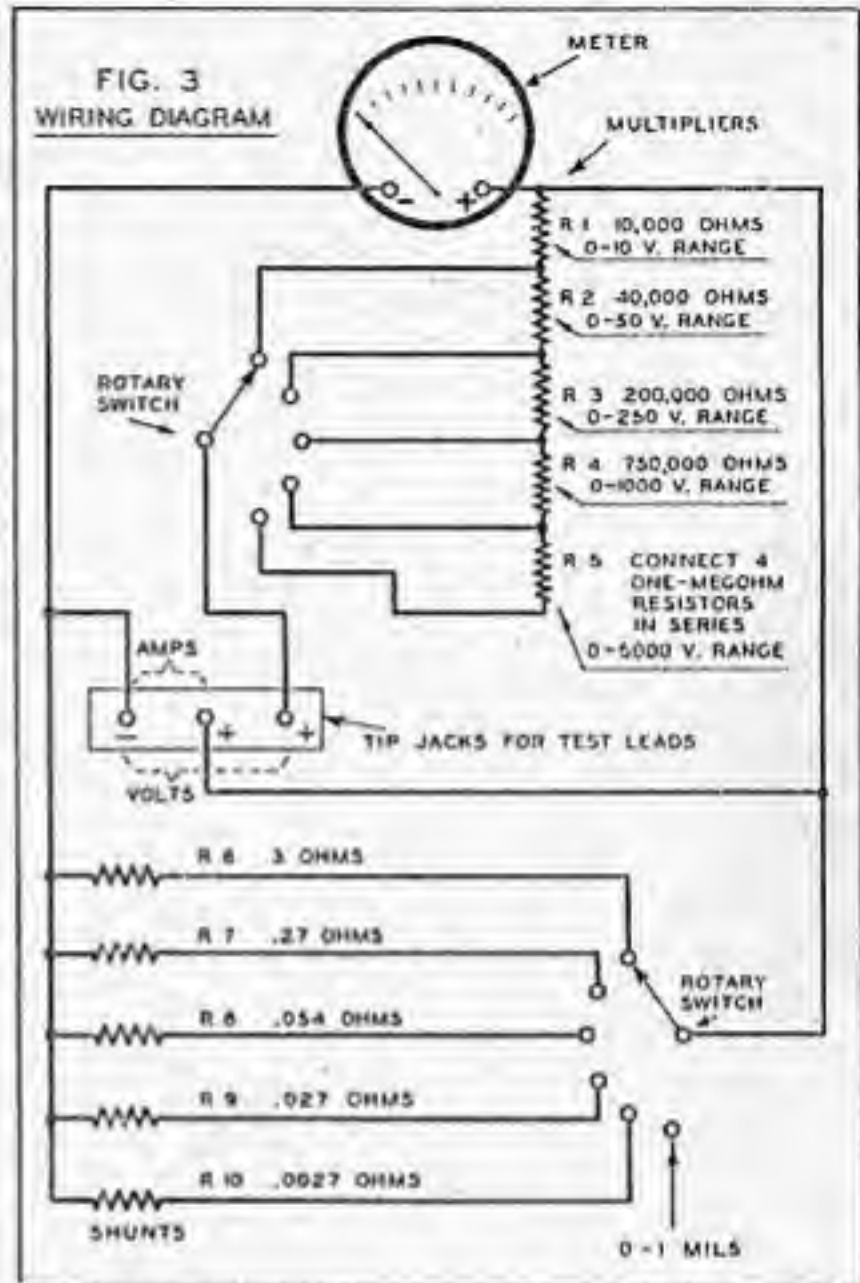 FIG. 3
WIRING DIAGRAM
METER
MULTIPLIERS
-
+
R 1 10,000 OHMS
0-10 V. RANGE
R 2 40,000 OHMS
0-50 V. RANGE
ROTARY
SWITCH
R 3 200,000 OHMS
0-250 V. RANGE
R 4 750,000 OHMS
0-1000 V. RANGE
R 5 CONNECT 4
ONE-MEGOHM
RESISTORS
IN SERIES
0-5000 V. RANGE
AMPS
- + +
TIP JACKS FOR TEST LEADS
VOLTS
R 6 3 OHMS
R 7 .27 OHMS
ROTARY
SWITCH
R 8 .054 OHMS
R 9 .027 OHMS
R 10 .0027 OHMS
SHUNTS
0-1 MILS